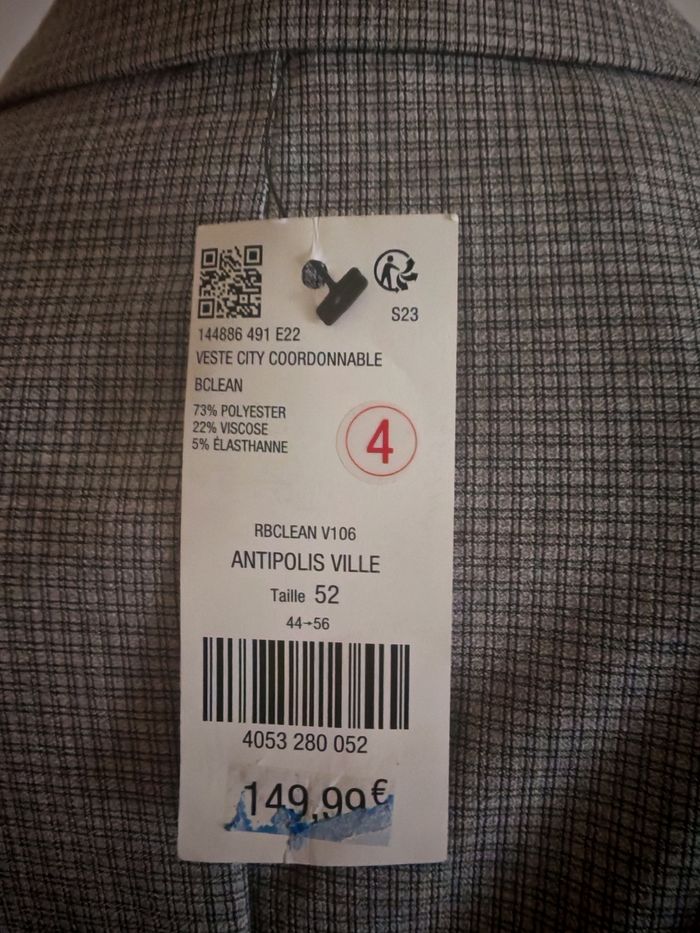 S23
144886 491 E22
VESTE CITY COORDONNABLE
BCLEAN
73% POLYESTER
22% VISCOSE
5% ÉLASTHANNE
4
RBCLEAN V106
ANTIPOLIS VILLE
Taille 52
44→56
4053 280 052
149,99€